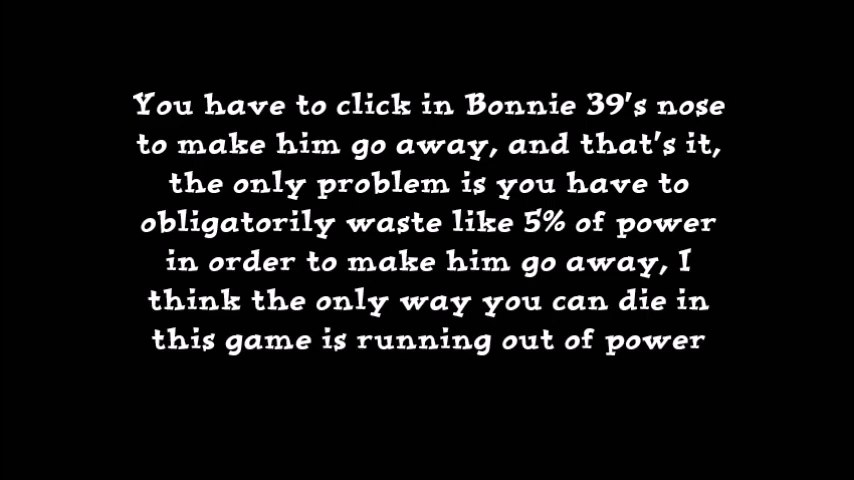 You have to click in Bonnie 39's nose
to make him go away, and that's it,
the only problem is you have to
obligatorily waste like 5% of power
in order to make him go away, I
think the only way you can die in
this game is running out of power